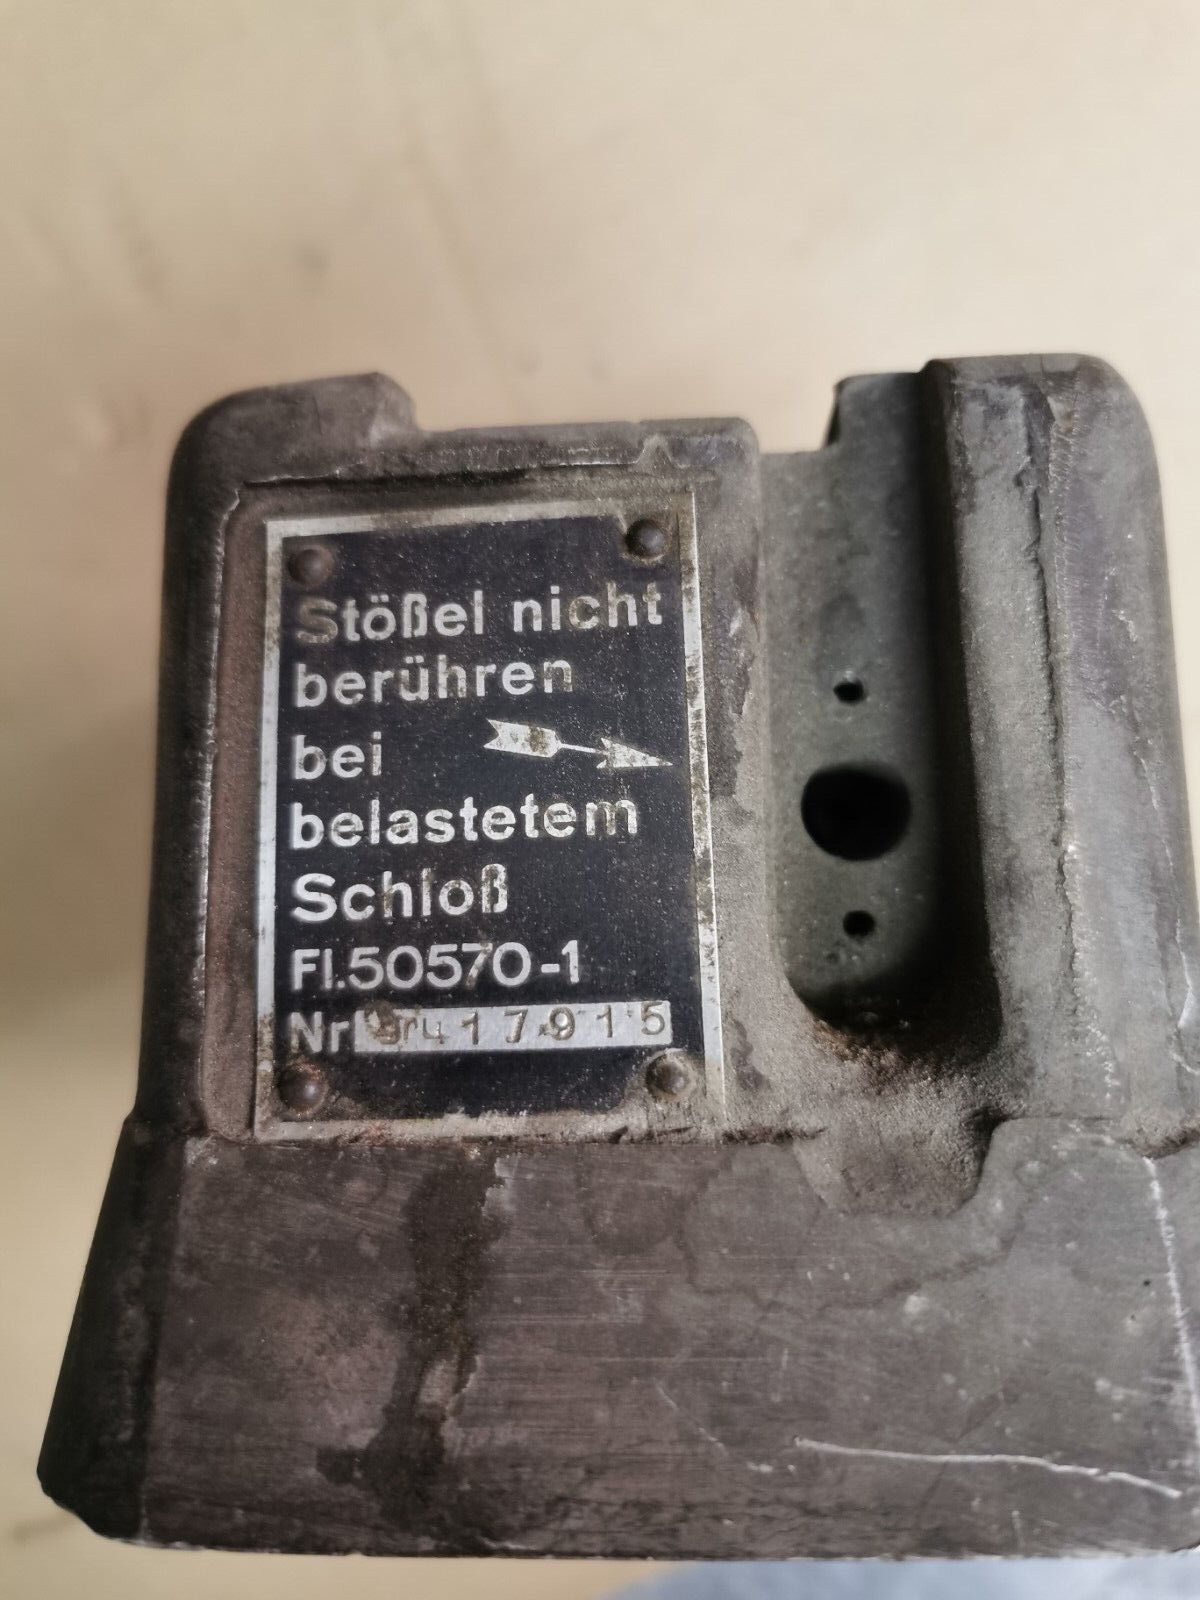 Stößel nicht
berühren
bei
belastetem
Schloß
Fl.50570-1
Nr 417915